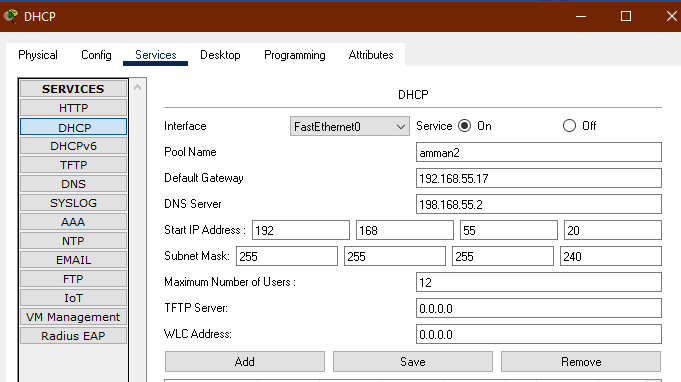 DHCP
Physical Config Services Desktop Programming Attributes
SERVICES
HTTP
DHCP
DHCPv6
TFTP
DNS
SYSLOG
AAA
NTP
EMAIL
FTP
IoT
VM Management
Radius EAP
DHCP
Interface FastEthernet0 Service On Off
Pool Name amman2
Default Gateway 192.168.55.17
DNS Server 198.168.55.2
Start IP Address : 192 168 55 20
Subnet Mask: 255 255 255 240
Maximum Number of Users : 12
TFTP Server: 0.0.0.0
WLC Address: 0.0.0.0
Add Save Remove